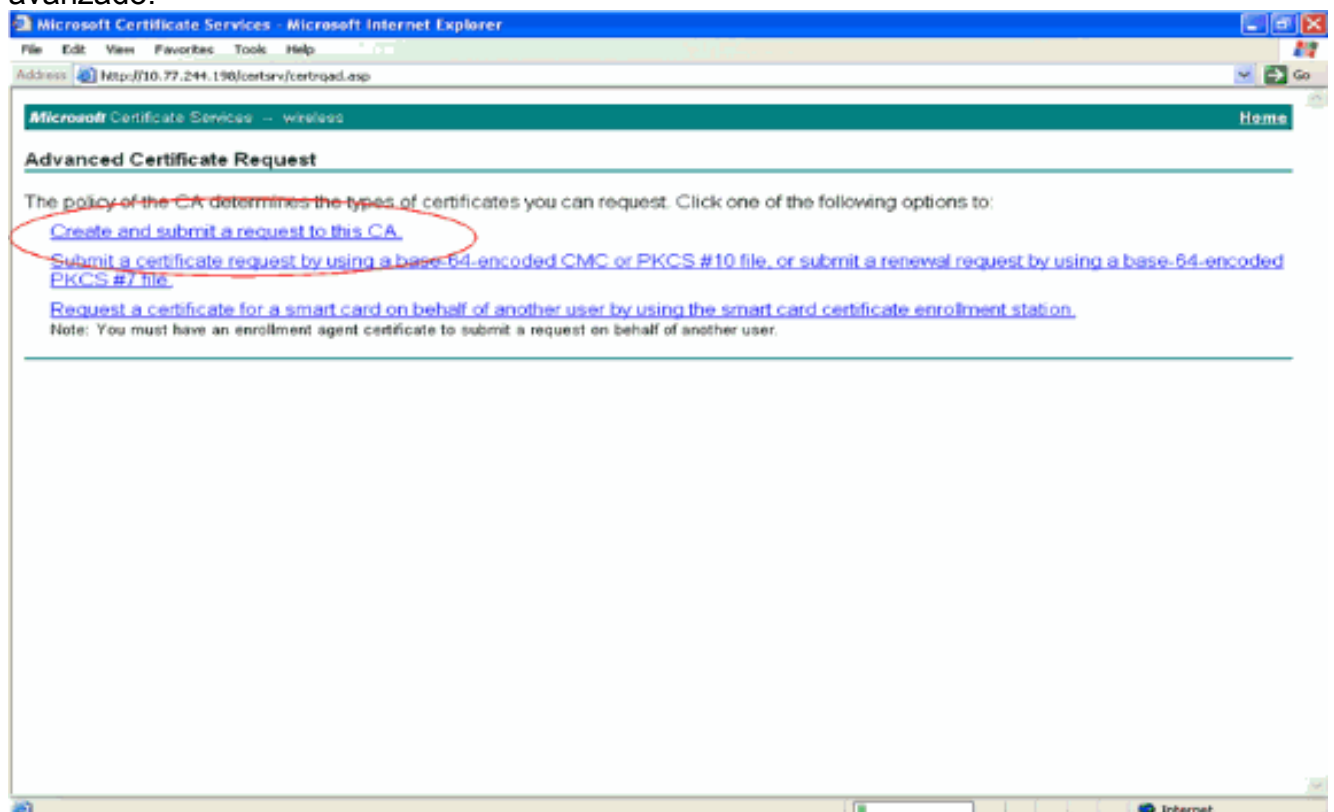 avanzado.
Microsoft Certificate Services - Microsoft Internet Explorer
File Edit View Favorites Tools Help
Address http://10.77.244.198/certsrv/certrqad.asp Go
Microsoft Certificate Services -- wireless Home
Advanced Certificate Request
The policy of the CA determines the types of certificates you can request. Click one of the following options to:
Create and submit a request to this CA.
Submit a certificate request by using a base-64-encoded CMC or PKCS #10 file, or submit a renewal request by using a base-64-encoded
PKCS #7 file.
Request a certificate for a smart card on behalf of another user by using the smart card certificate enrollment station.
Note: You must have an enrollment agent certificate to submit a request on behalf of another user.
Internet